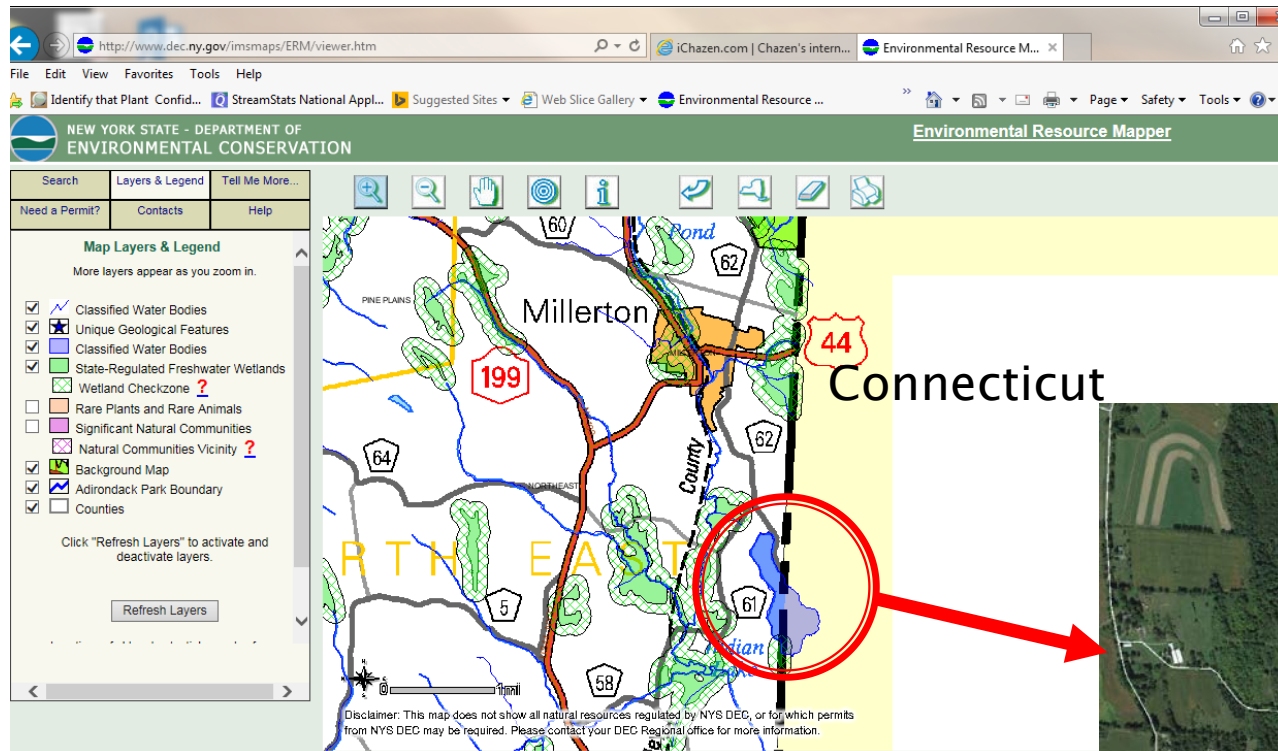 http://www.dec.ny.gov/imsmaps/ERM/viewer.htm
iChazen.com | Chazen's intern...
Environmental Resource M...
File Edit View Favorites Tools Help
Identify that Plant Confid...
StreamStats National Appl...
Suggested Sites
Web Slice Gallery
Environmental Resource ...
Page Safety Tools
NEW YORK STATE - DEPARTMENT OF
ENVIRONMENTAL CONSERVATION
Environmental Resource Mapper
Search Layers & Legend Tell Me More...
Need a Permit? Contacts Help
Map Layers & Legend
More layers appear as you zoom in.
Classified Water Bodies
Unique Geological Features
Classified Water Bodies
State-Regulated Freshwater Wetlands
Wetland Checkzone ?
Rare Plants and Rare Animals
Significant Natural Communities
Natural Communities Vicinity ?
Background Map
Adirondack Park Boundary
Counties
Click "Refresh Layers" to activate and
deactivate layers.
Refresh Layers
60
Pond
62
PINE PLAINS
Millerton
44
199
Connecticut
62
64
County
NORTHEAST
RTH EAST
5
61
Indian
58
0 1mi
Disclaimer: This map does not show all natural resources regulated by NYS DEC, or for which permits
from NYS DEC may be required. Please contact your DEC Regional office for more information.